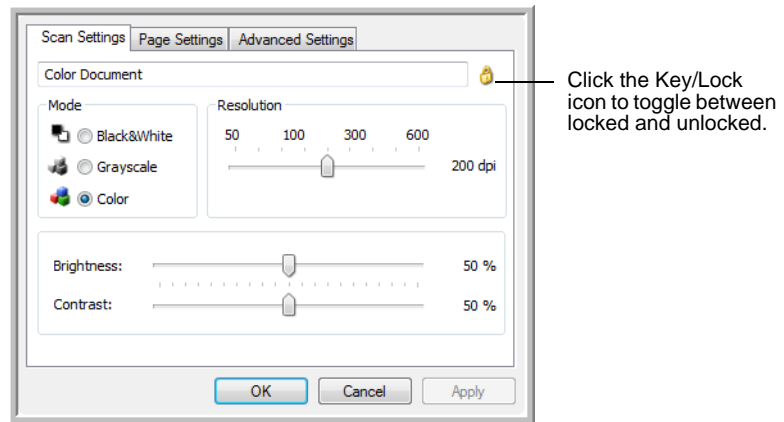 Scan Settings Page Settings Advanced Settings
Color Document
Click the Key/Lock
icon to toggle between
locked and unlocked.
Mode
Black&White
Grayscale
Color
Resolution
50 100 300 600
200 dpi
Brightness: 50 %
Contrast: 50 %
OK Cancel Apply